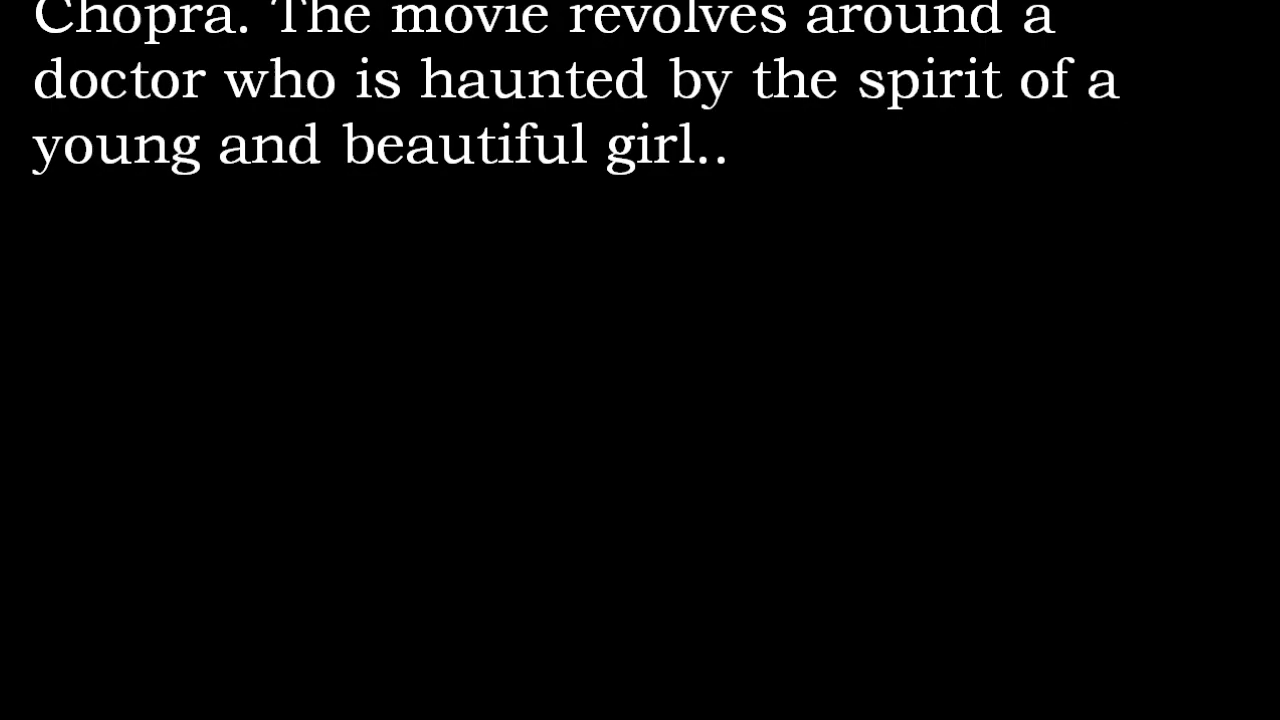 Chopra. The movie revolves around a
doctor who is haunted by the spirit of a
young and beautiful girl..